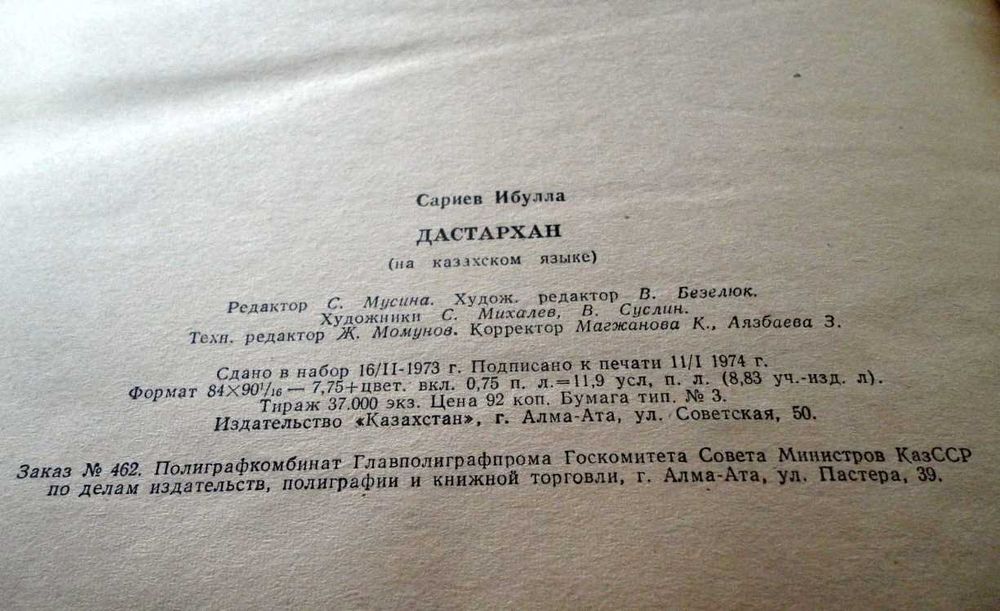 Сариев Ибулла
ДАСТАРХАН
(на казахском языке)
Редактор С. Мусина. Худож. редактор В. Безелюк.
Художники С. Михалев, В. Суслин.
Техн. редактор Ж. Момунов. Корректор Магжанова К., Аязбаева З.
Сдано в набор 16/II-1973 г. Подписано к печати 11/I 1974 г.
Формат 84×90¹/₁₆ — 7,75+цвет. вкл. 0,75 п. л.=11,9 усл, п. л. (8,83 уч.-изд. л).
Тираж 37.000 экз. Цена 92 коп. Бумага тип. № 3.
Издательство «Казахстан», г. Алма-Ата, ул. Советская, 50.
Заказ № 462. Полиграфкомбинат Главполиграфпрома Госкомитета Совета Министров КазССР
по делам издательств, полиграфии и книжной торговли, г. Алма-Ата, ул. Пастера, 39.